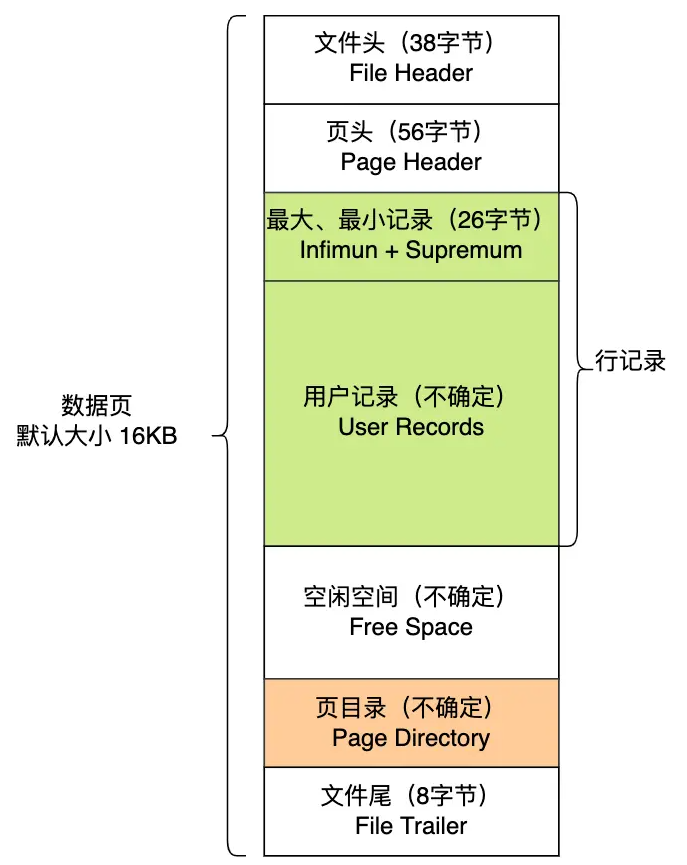 文件头（38字节）
File Header
页头（56字节）
Page Header
最大、最小记录（26字节）
Infimun + Supremum
用户记录（不确定）
User Records
行记录
数据页
默认大小 16KB
空闲空间（不确定）
Free Space
页目录（不确定）
Page Directory
文件尾（8字节）
File Trailer